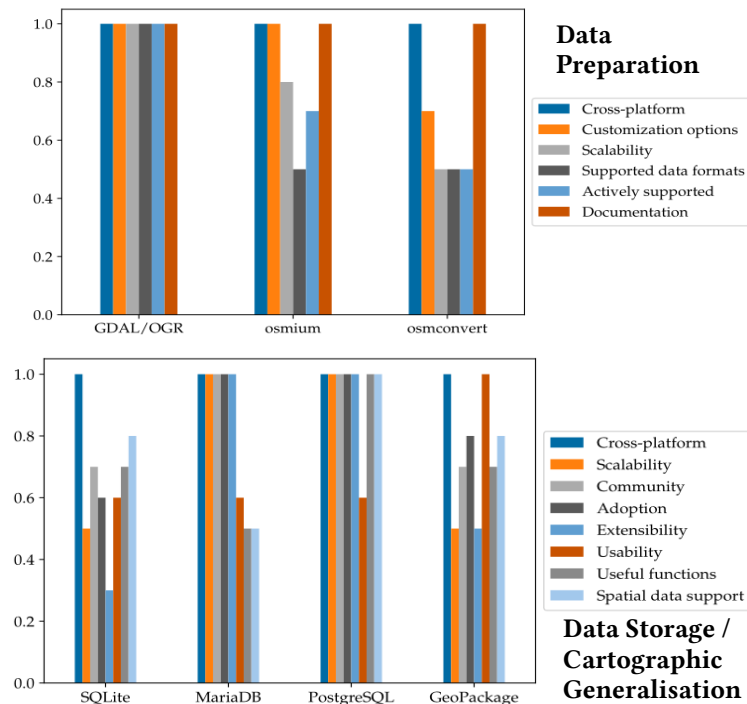 1.0
0.8
0.6
0.4
0.2
0.0
GDAL/OGR osmium osmconvert
Data
Preparation
Cross-platform
Customization options
Scalability
Supported data formats
Actively supported
Documentation
1.0
0.8
0.6
0.4
0.2
0.0
SQLite MariaDB PostgreSQL GeoPackage
Cross-platform
Scalability
Community
Adoption
Extensibility
Usability
Useful functions
Spatial data support
Data Storage /
Cartographic
Generalisation